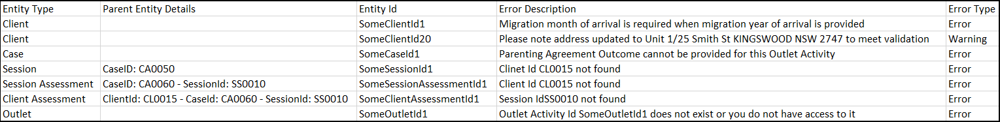 Entity Type Parent Entity Details Entity Id Error Description Error Type
Client SomeClientId1 Migration month of arrival is required when migration year of arrival is provided Error
Client SomeClientId20 Please note address updated to Unit 1/25 Smith St KINGSWOOD NSW 2747 to meet validation Warning
Case SomeCaseId1 Parenting Agreement Outcome cannot be provided for this Outlet Activity Error
Session CaseID: CA0050 SomeSessionId1 Clinet Id CL0015 not found Error
Session Assessment CaseID: CA0060 - SessionId: SS0010 SomeSessionAssessmentId1 Client Id CL0015 not found Error
Client Assessment ClientId: CL0015 - CaseId: CA0060 - SessionId: SS0010 SomeClientAssessmentId1 Session IdSS0010 not found Error
Outlet SomeOutletId1 Outlet Activity Id SomeOutletId1 does not exist or you do not have access to it Error